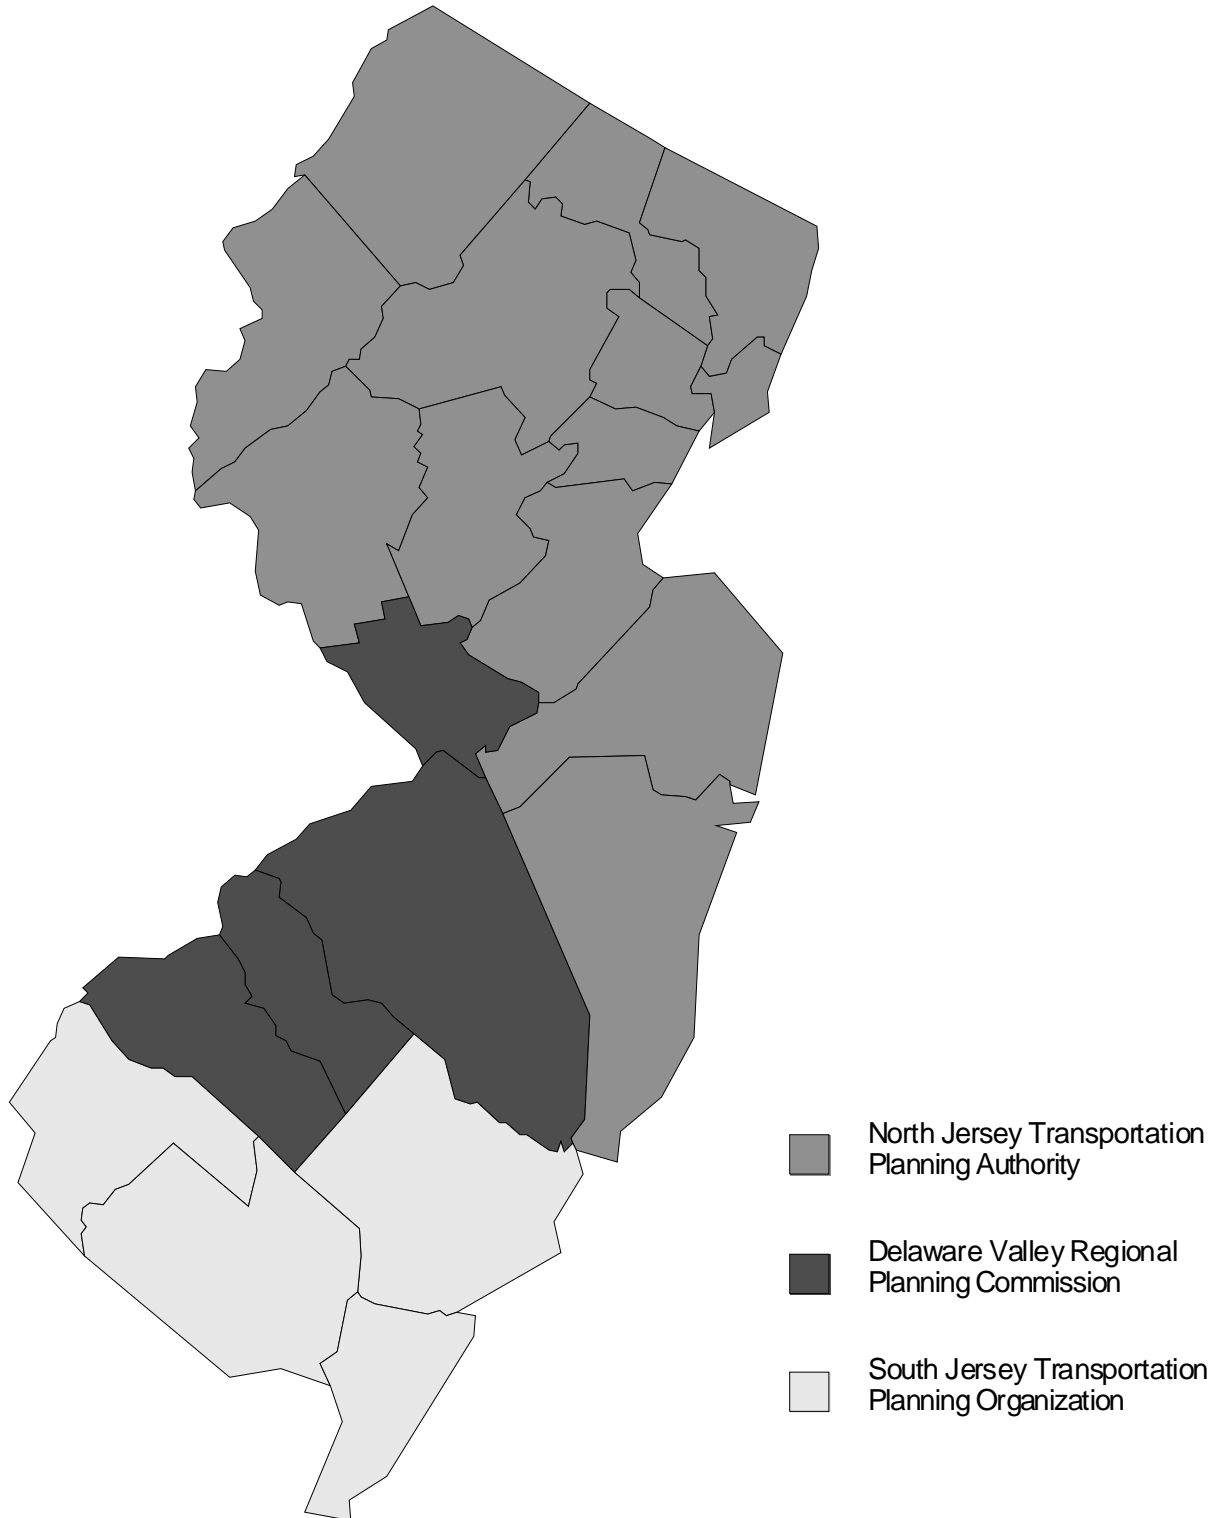 North Jersey Transportation
Planning Authority
Delaware Valley Regional
Planning Commission
South Jersey Transportation
Planning Organization